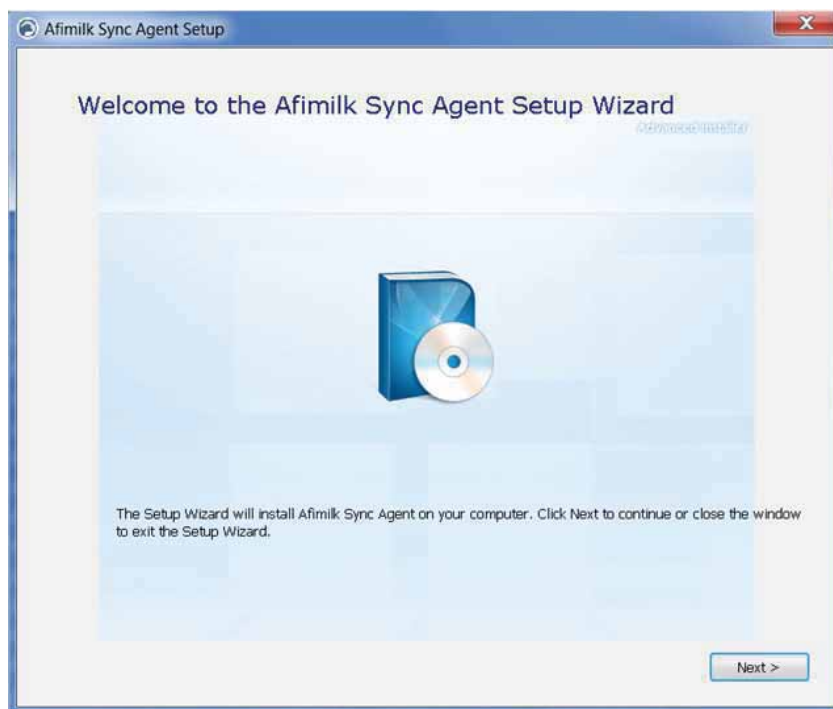 Afimilk Sync Agent Setup
Welcome to the Afimilk Sync Agent Setup Wizard
Advanced Installer
The Setup Wizard will install Afimilk Sync Agent on your computer. Click Next to continue or close the window
to exit the Setup Wizard.
Next >